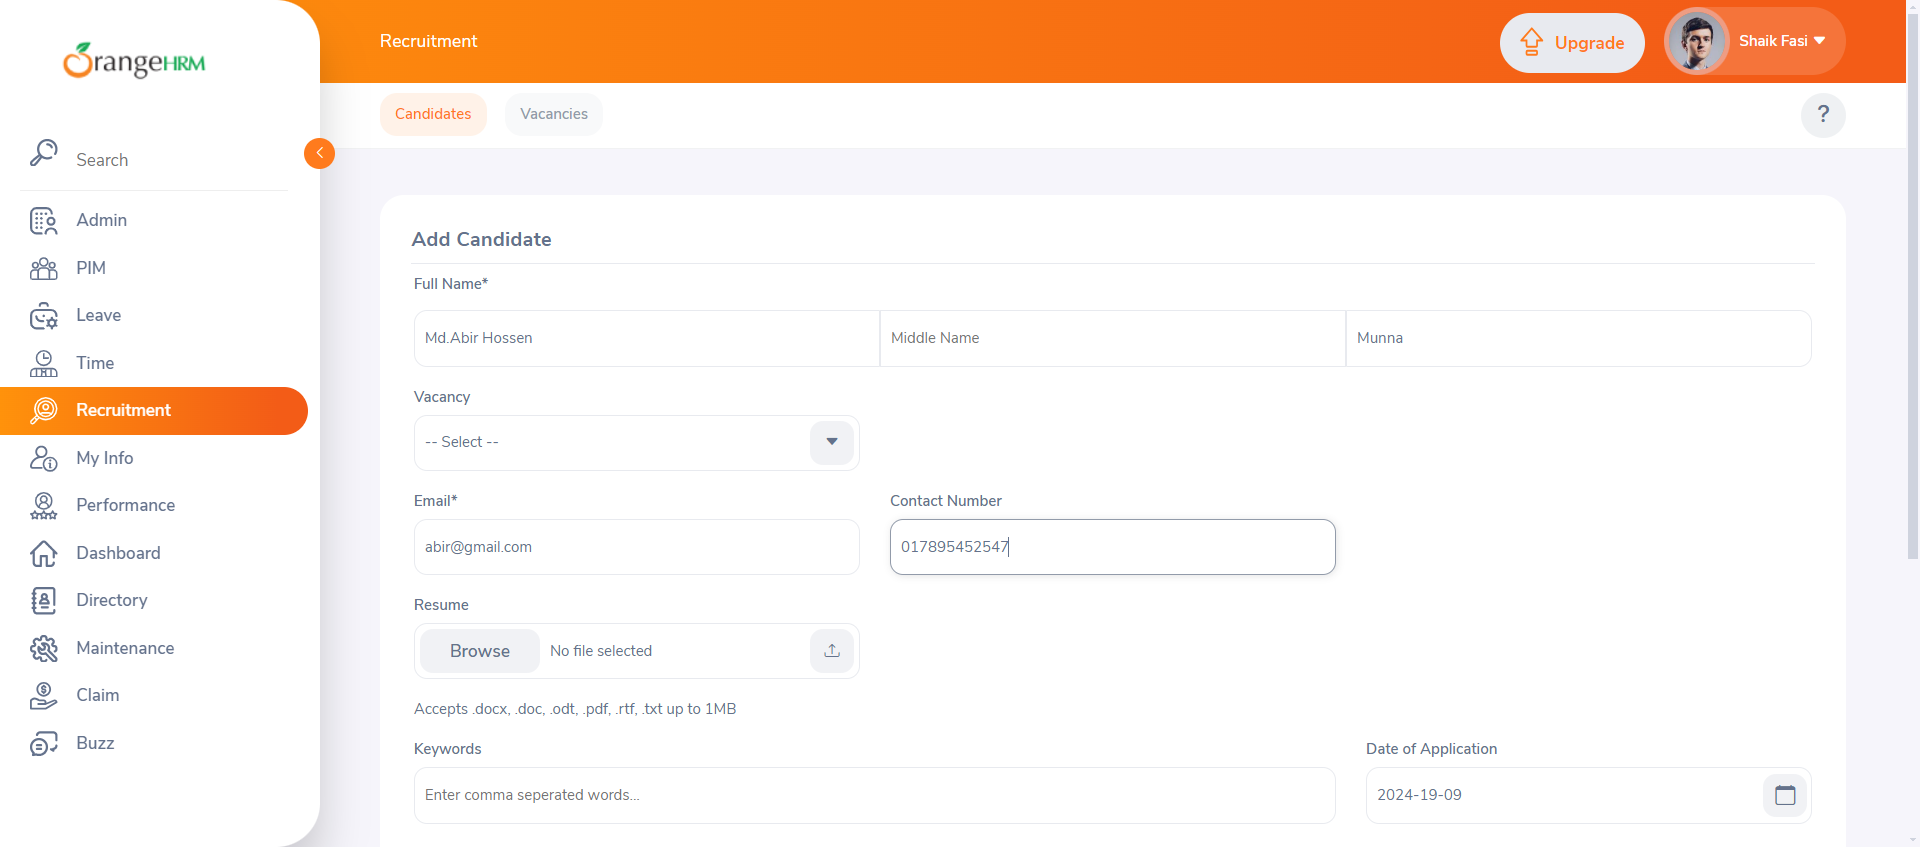 OrangeHRM
Search
Admin
PIM
Leave
Time
Recruitment
My Info
Performance
Dashboard
Directory
Maintenance
Claim
Buzz
Recruitment
Upgrade
Shaik Fasi
Candidates
Vacancies
?
Add Candidate
Full Name*
Md.Abir Hossen
Middle Name
Munna
Vacancy
-- Select --
Email*
Contact Number
abir@gmail.com
017895452547
Resume
Browse
No file selected
Accepts .docx, .doc, .odt, .pdf, .rtf, .txt up to 1MB
Keywords
Date of Application
Enter comma seperated words...
2024-19-09